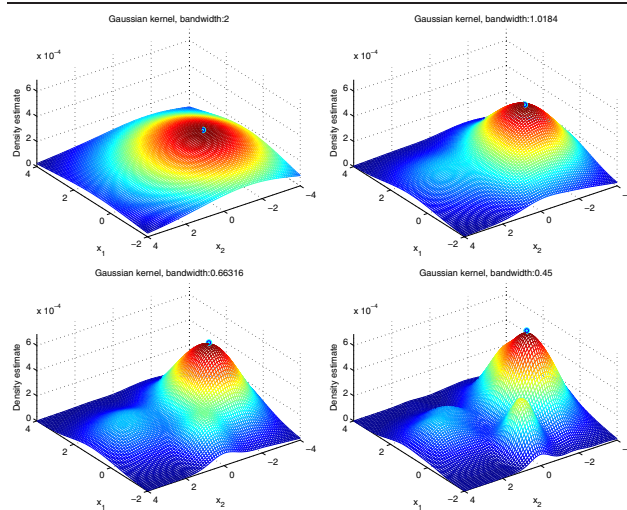 Gaussian kernel, bandwidth:2
x 10⁻⁴
6
4
2
0
Density estimate
4
2
0
−2
x₁
4
2
0
−2
−4
x₂
Gaussian kernel, bandwidth:1.0184
x 10⁻⁴
6
4
2
0
Density estimate
4
2
0
−2
x₁
4
2
0
−2
x₂
Gaussian kernel, bandwidth:0.66316
x 10⁻⁴
6
4
2
0
Density estimate
4
2
0
−2
x₁
4
2
0
−2
−4
x₂
Gaussian kernel, bandwidth:0.45
x 10⁻⁴
6
4
2
0
Density estimate
4
2
0
−2
x₁
4
2
0
−2
x₂